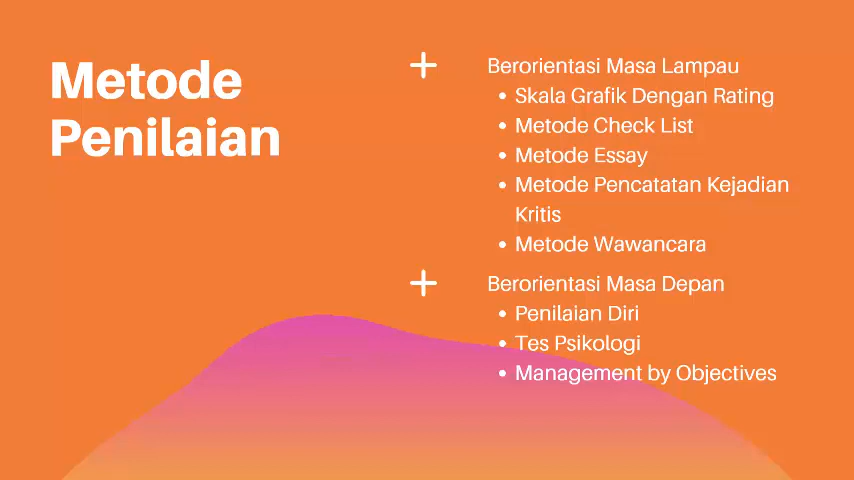 Metode
Penilaian
Berorientasi Masa Lampau
• Skala Grafik Dengan Rating
• Metode Check List
• Metode Essay
• Metode Pencatatan Kejadian
Kritis
• Metode Wawancara
Berorientasi Masa Depan
• Penilaian Diri
• Tes Psikologi
• Management by Objectives